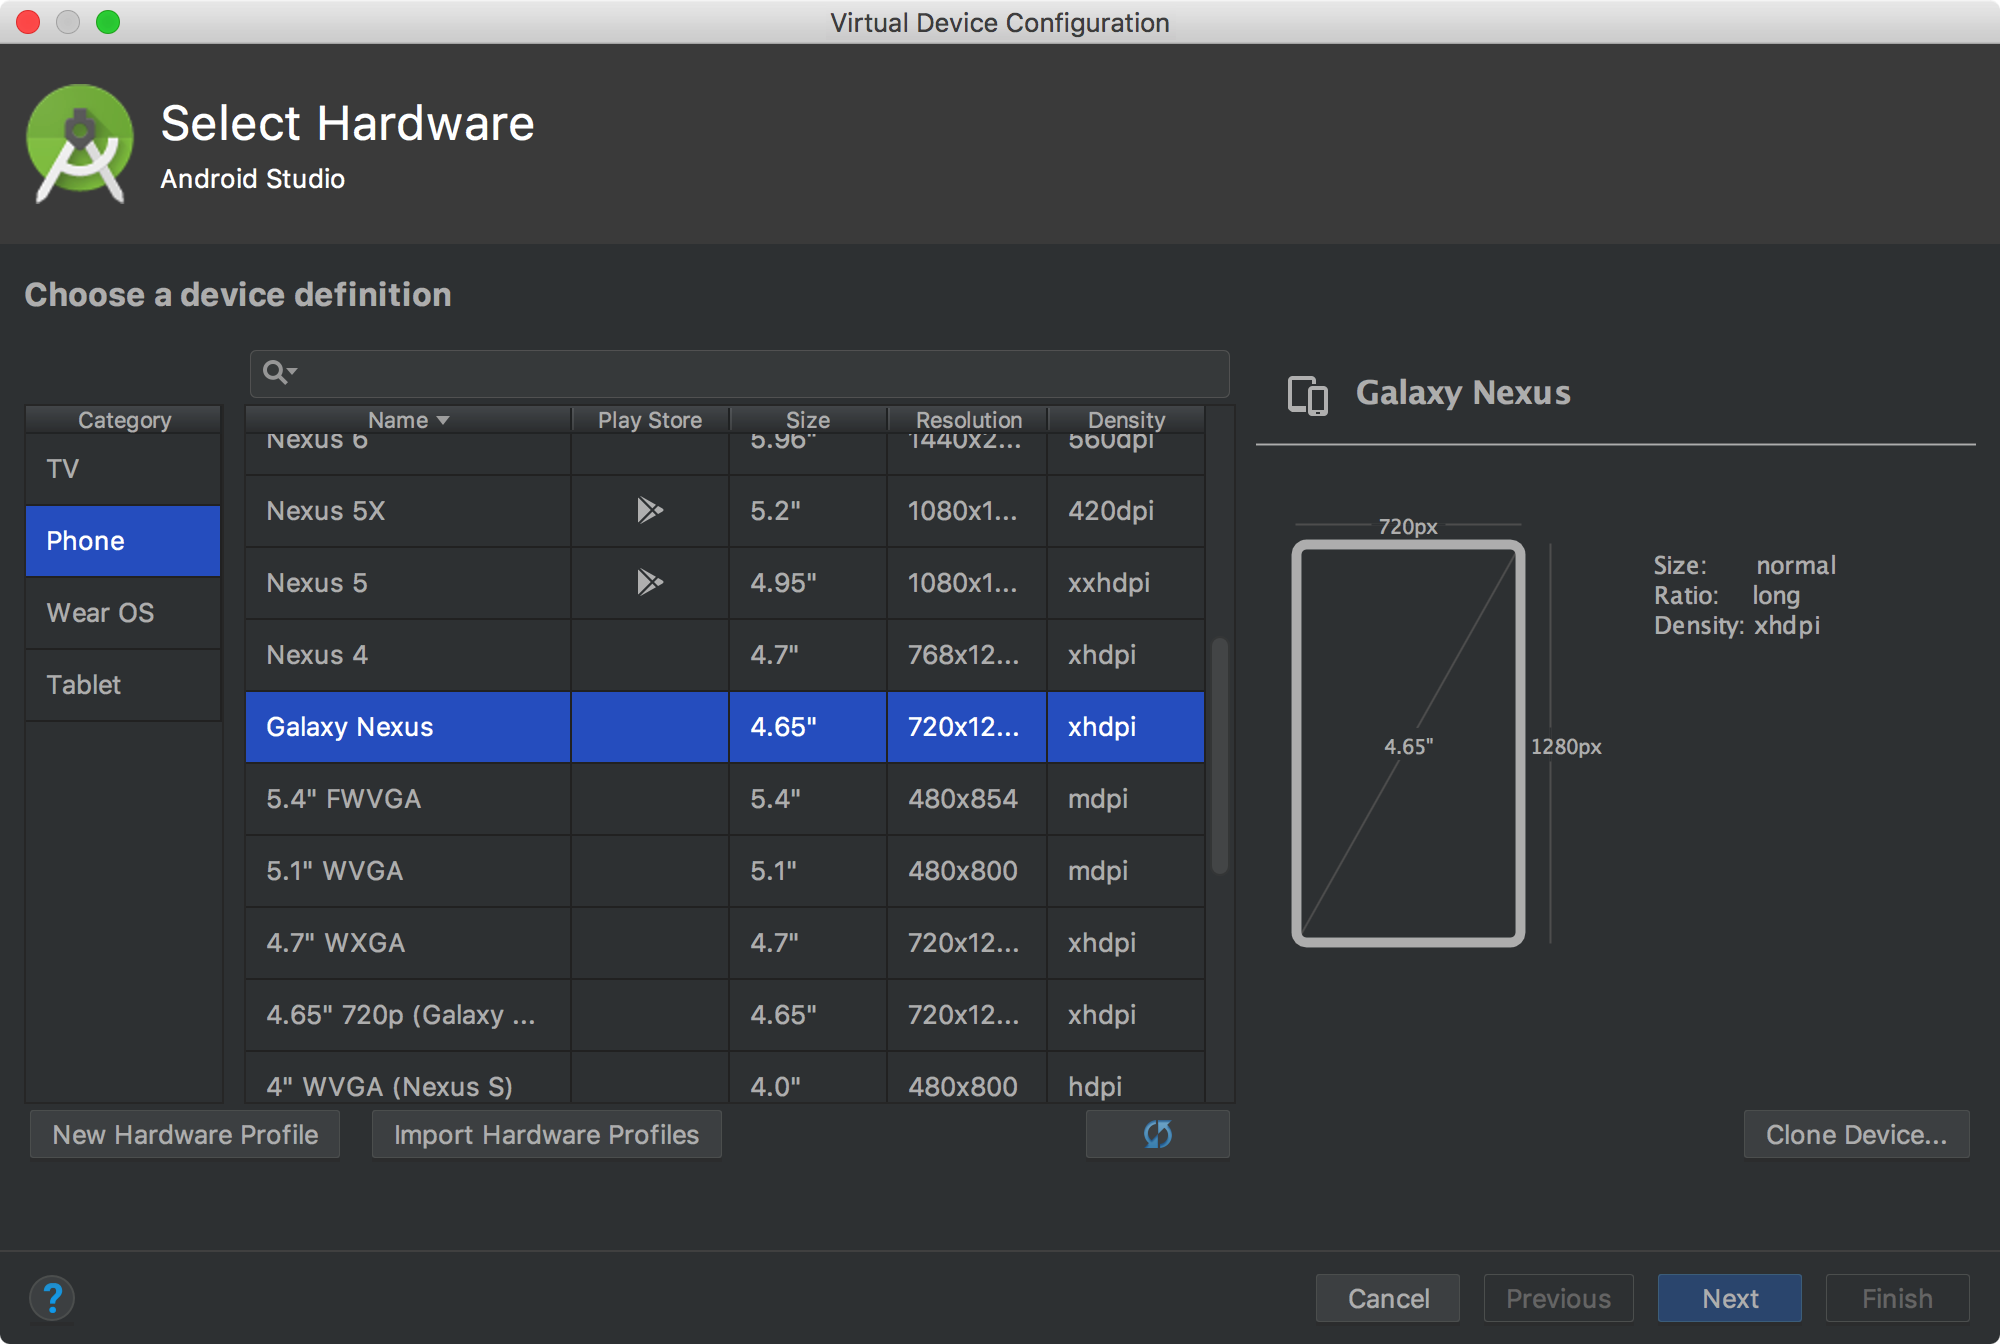 Virtual Device Configuration
Select Hardware
Android Studio
Choose a device definition
Galaxy Nexus
Category
Name Play Store Size Resolution Density
Nexus 6 5.96" 1440x2... 560dpi
TV
Nexus 5X 5.2" 1080x1... 420dpi
Phone
Nexus 5 4.95" 1080x1... xxhdpi
Wear OS
Nexus 4 4.7" 768x12... xhdpi
Tablet
Galaxy Nexus 4.65" 720x12... xhdpi
5.4" FWVGA 5.4" 480x854 mdpi
5.1" WVGA 5.1" 480x800 mdpi
4.7" WXGA 4.7" 720x12... xhdpi
4.65" 720p (Galaxy ... 4.65" 720x12... xhdpi
4" WVGA (Nexus S) 4.0" 480x800 hdpi
720px
4.65"
1280px
Size: normal
Ratio: long
Density: xhdpi
New Hardware Profile
Import Hardware Profiles
Clone Device...
?
Cancel
Previous
Next
Finish